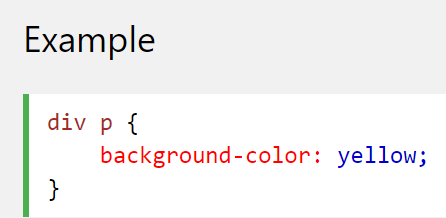 Example
div p {
    background-color: yellow;
}